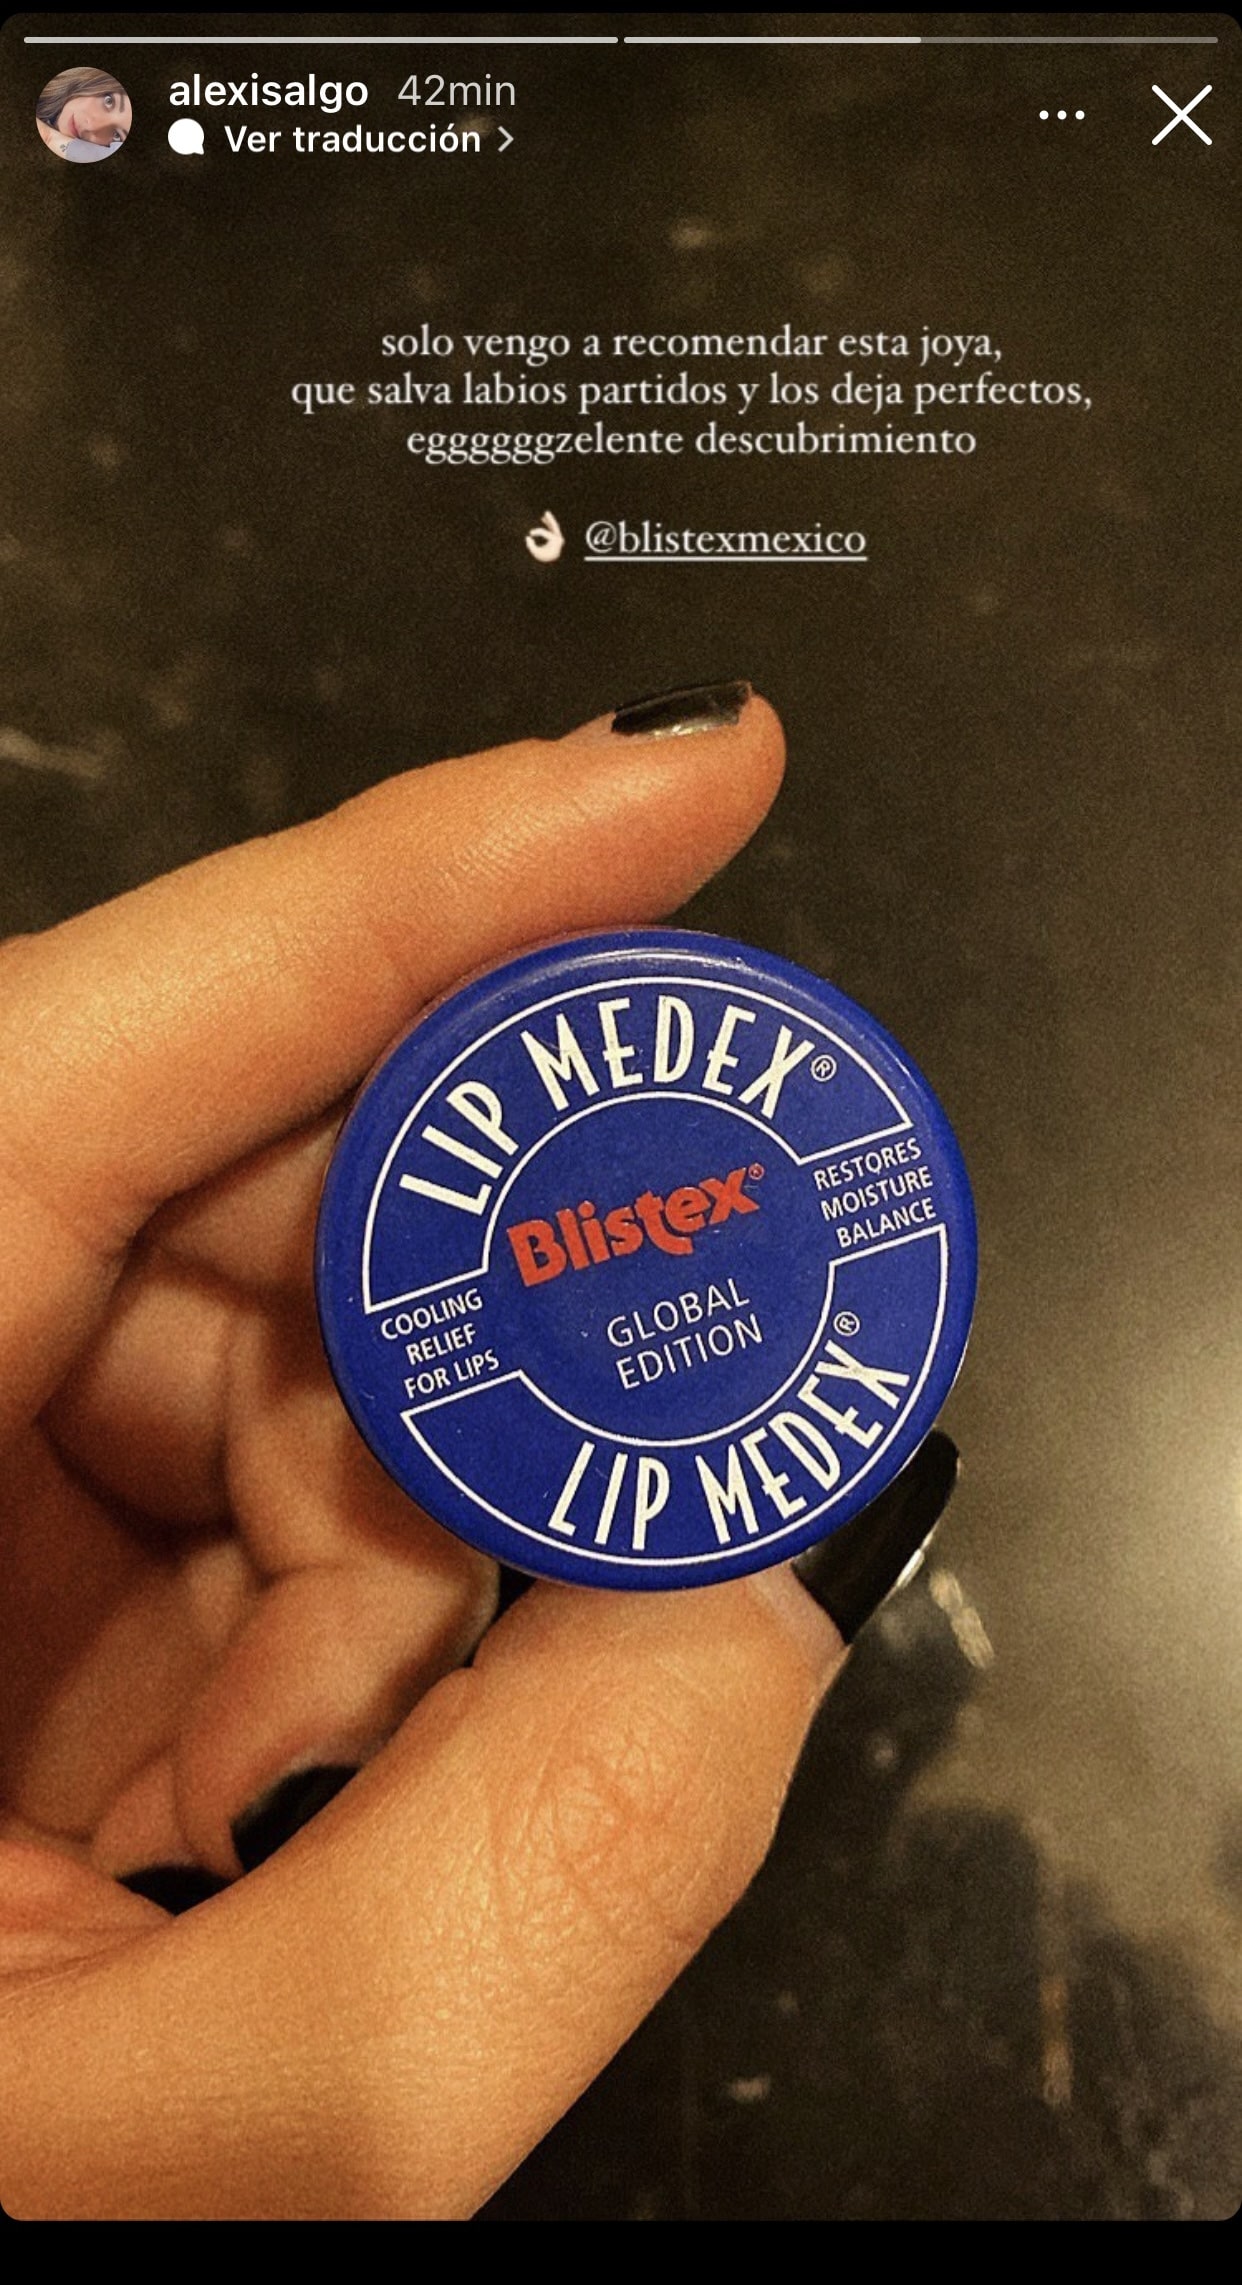 alexisalgo 42min
Ver traducción
solo vengo a recomendar esta joya,
que salva labios partidos y los deja perfectos,
egggggggzelente descubrimiento
👌🏻 @blistexmexico
LIP MEDEX®
RESTORES
MOISTURE
BALANCE
Blistex®
COOLING
RELIEF
FOR LIPS
GLOBAL
EDITION
LIP MEDEX®